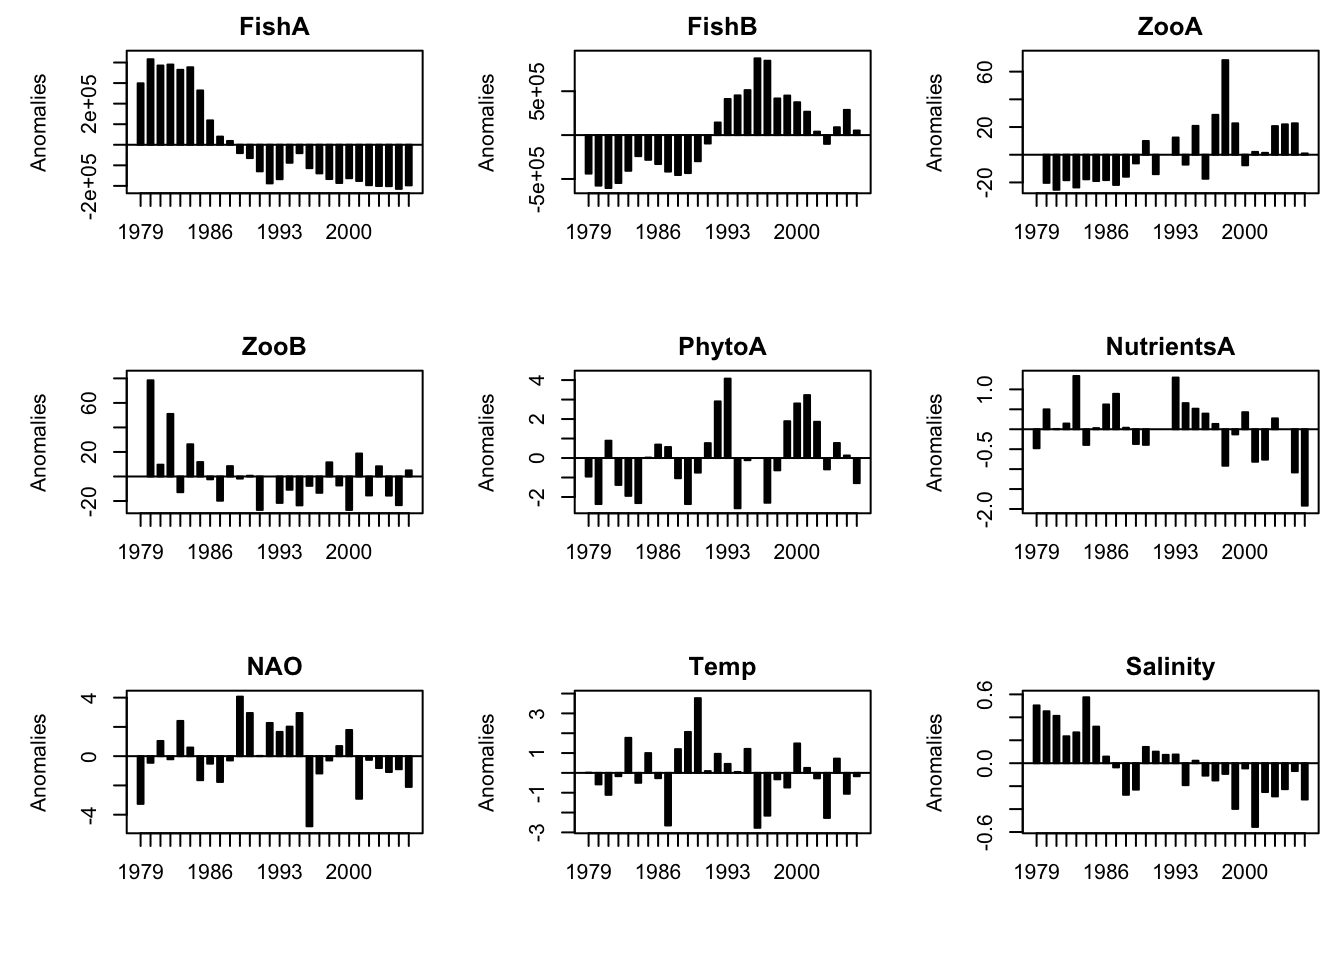 FishA
Anomalies
2e+05
-2e+05
1979 1986 1993 2000
FishB
Anomalies
5e+05
-5e+05
1979 1986 1993 2000
ZooA
Anomalies
60
20
-20
1979 1986 1993 2000
ZooB
Anomalies
60
20
-20
1979 1986 1993 2000
PhytoA
Anomalies
4
2
0
-2
1979 1986 1993 2000
NutrientsA
Anomalies
1.0
-0.5
-2.0
1979 1986 1993 2000
NAO
Anomalies
4
0
-4
1979 1986 1993 2000
Temp
Anomalies
3
1
-1
-3
1979 1986 1993 2000
Salinity
Anomalies
0.6
0.0
-0.6
1979 1986 1993 2000